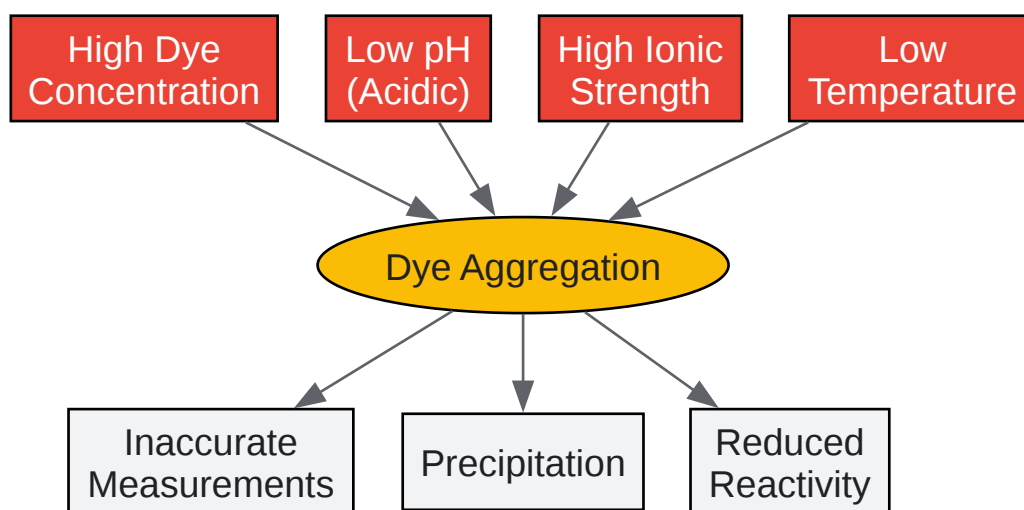 High Dye
Concentration
Low pH
(Acidic)
High Ionic
Strength
Low
Temperature
Dye Aggregation
Inaccurate
Measurements
Precipitation
Reduced
Reactivity